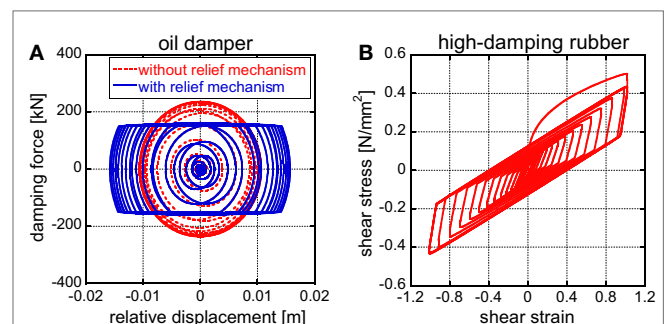 A
oil damper
damping force [kN]
400
200
0
-200
-400
without relief mechanism
with relief mechanism
-0.02
-0.01
0
0.01
0.02
relative displacement [m]
B
high-damping rubber
shear stress [N/mm²]
0.6
0.4
0.2
0
-0.2
-0.4
-0.6
-1.2
-0.8
-0.4
0
0.4
0.8
1.2
shear strain